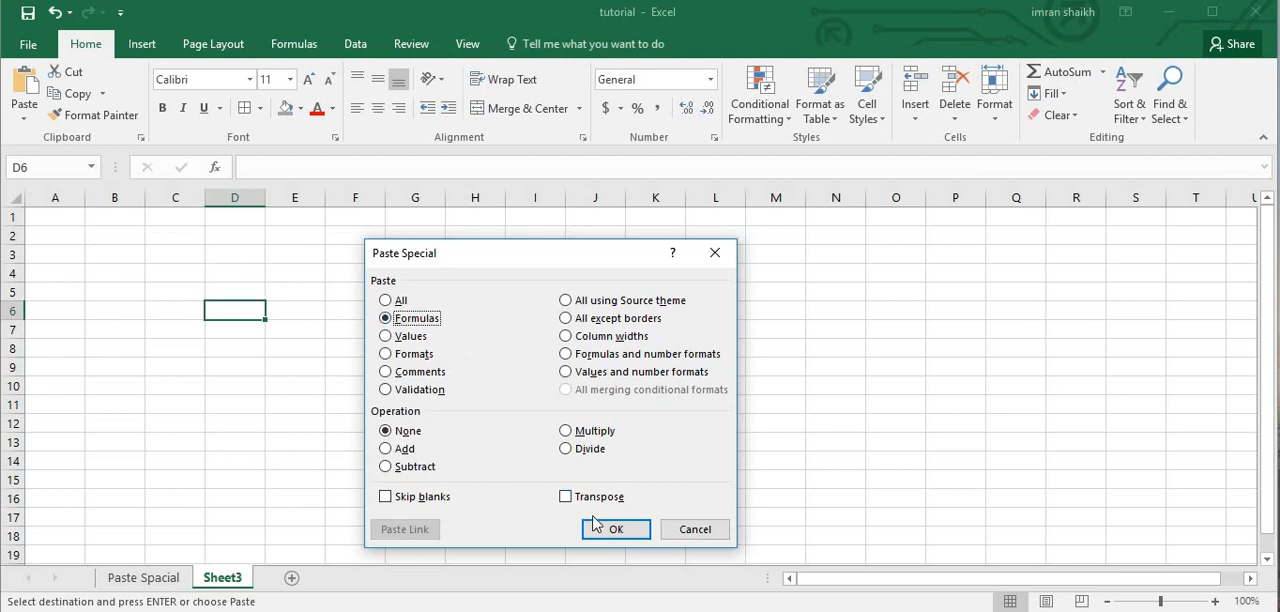 tutorial - Excel
imran shaikh
File Home Insert Page Layout Formulas Data Review View Tell me what you want to do Share
Paste
Cut
Copy
Format Painter
Clipboard
Calibri 11
B I U
A
Font
Wrap Text
Merge & Center
Alignment
General
$ % ,
Number
Conditional Formatting
Format as Table
Cell Styles
Styles
Insert Delete Format
Cells
AutoSum
Fill
Clear
Sort & Filter
Find & Select
Editing
D6
fx
A B C D E F G H I J K L M N O P Q R S T U
1
2
3
4
5
6
7
8
9
10
11
12
13
14
15
16
17
18
19
Paste Special
?
Paste
All
All using Source theme
Formulas
All except borders
Values
Column widths
Formats
Formulas and number formats
Comments
Values and number formats
Validation
All merging conditional formats
Operation
None
Multiply
Add
Divide
Subtract
Skip blanks
Transpose
Paste Link OK Cancel
Paste Spacial Sheet3
Select destination and press ENTER or choose Paste
100%